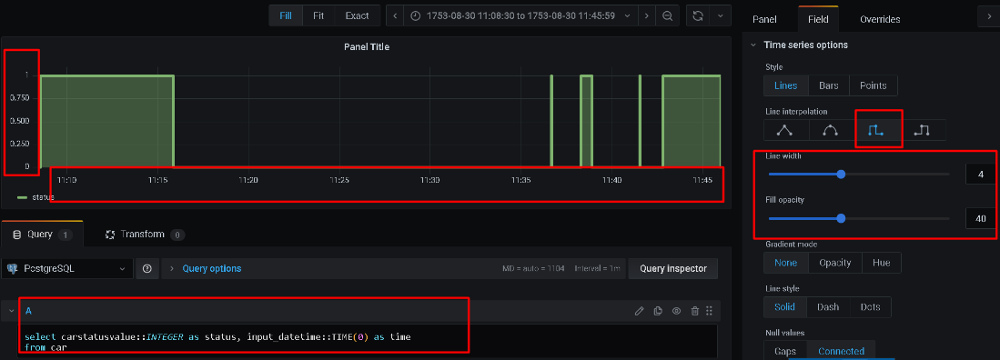 Fill Fit Exact 1753-08-30 11:08:30 to 1753-08-30 11:45:59
Panel Title
1
0.750
0.500
0.250
0
11:10 11:15 11:20 11:25 11:30 11:35 11:40 11:45
status
Query 1 Transform 0
PostgreSQL Query options MD = auto = 1104 Interval = 1m Query inspector
A
select carstatusvalue::INTEGER as status, input_datetime::TIME(0) as time
from car
Panel Field Overrides
Time series options
Style
Lines Bars Points
Line interpolation
Line width
4
Fill opacity
40
Gradient mode
None Opacity Hue
Line style
Solid Dash Dots
Null values
Gaps Connected